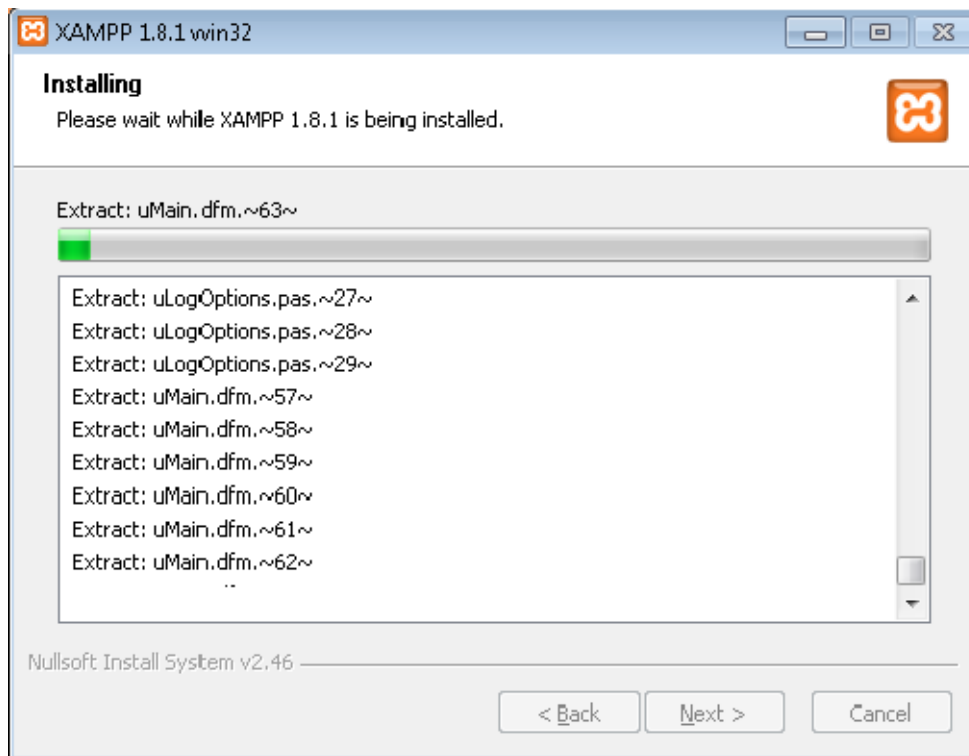 XAMPP 1.8.1 win32
Installing
Please wait while XAMPP 1.8.1 is being installed.
Extract: uMain.dfm.~63~
Extract: uLogOptions.pas.~27~
Extract: uLogOptions.pas.~28~
Extract: uLogOptions.pas.~29~
Extract: uMain.dfm.~57~
Extract: uMain.dfm.~58~
Extract: uMain.dfm.~59~
Extract: uMain.dfm.~60~
Extract: uMain.dfm.~61~
Extract: uMain.dfm.~62~
Nullsoft Install System v2.46
< Back Next > Cancel